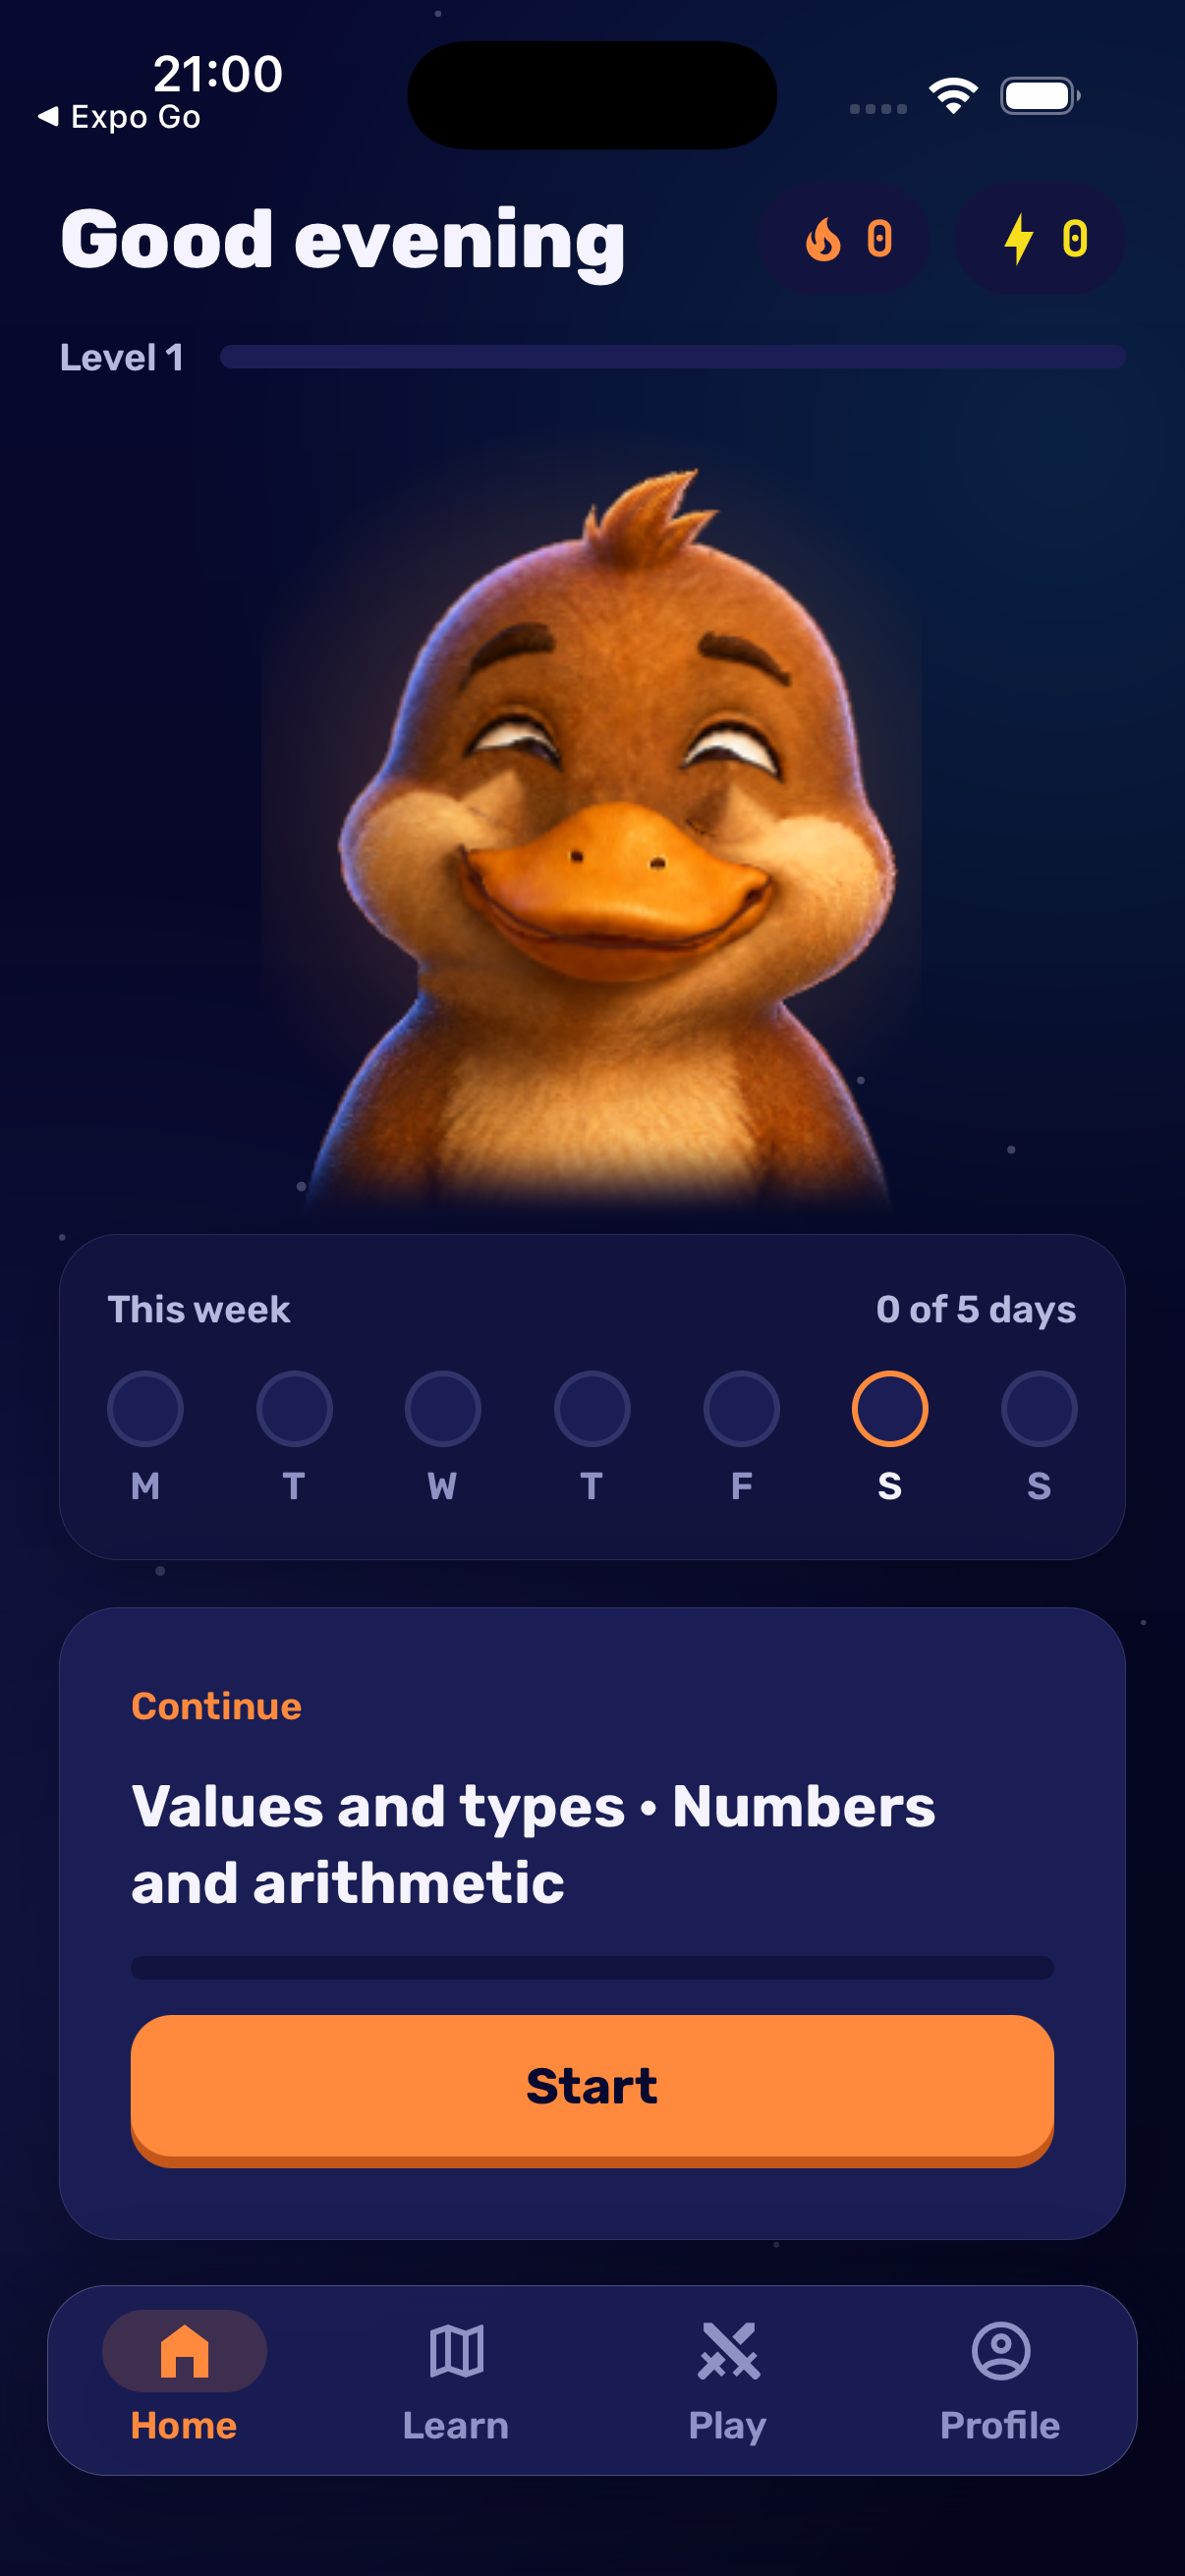 21:00
Expo Go
Good evening
0
0
Level 1
This week
0 of 5 days
M T W T F S S
Continue
Values and types • Numbers
and arithmetic
Start
Home
Learn
Play
Profile